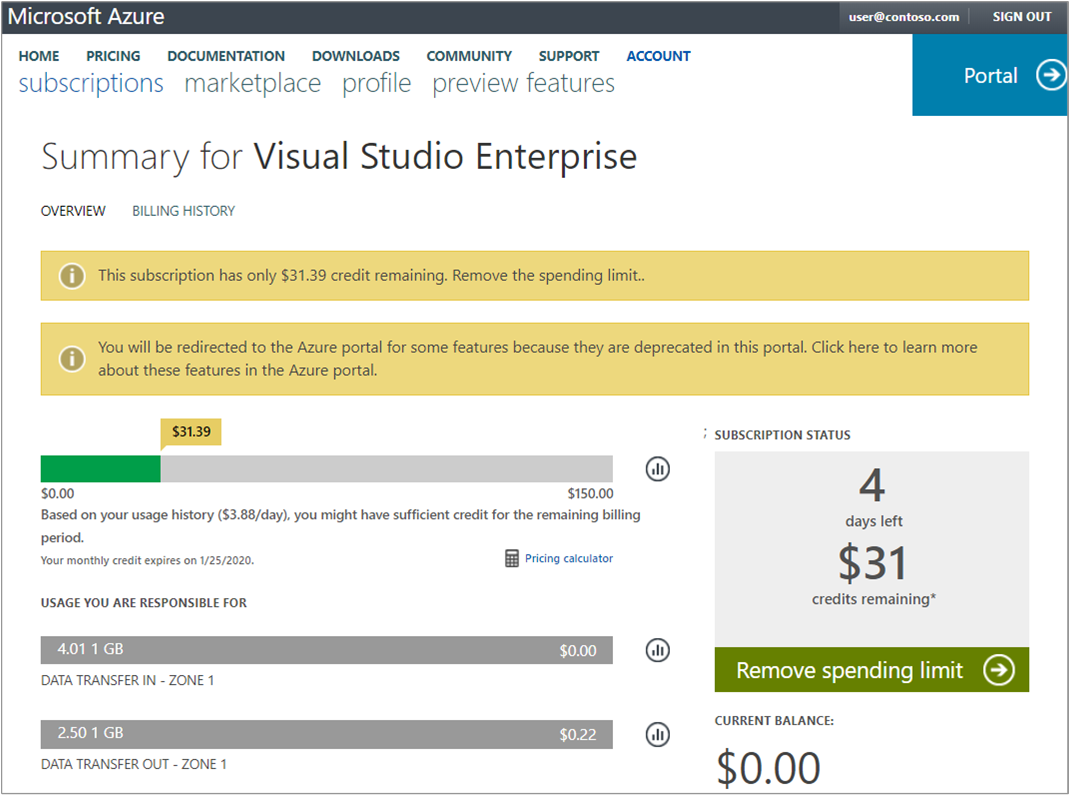 Microsoft Azure
user@contoso.com
SIGN OUT
HOME PRICING DOCUMENTATION DOWNLOADS COMMUNITY SUPPORT ACCOUNT
subscriptions marketplace profile preview features
Portal
Summary for Visual Studio Enterprise
OVERVIEW BILLING HISTORY
This subscription has only $31.39 credit remaining. Remove the spending limit..
You will be redirected to the Azure portal for some features because they are deprecated in this portal. Click here to learn more
about these features in the Azure portal.
$31.39
$0.00 $150.00
Based on your usage history ($3.88/day), you might have sufficient credit for the remaining billing
period.
Your monthly credit expires on 1/25/2020.
Pricing calculator
USAGE YOU ARE RESPONSIBLE FOR
4.01 1 GB $0.00
DATA TRANSFER IN - ZONE 1
2.50 1 GB $0.22
DATA TRANSFER OUT - ZONE 1
; SUBSCRIPTION STATUS
4
days left
$31
credits remaining*
Remove spending limit
CURRENT BALANCE:
$0.00